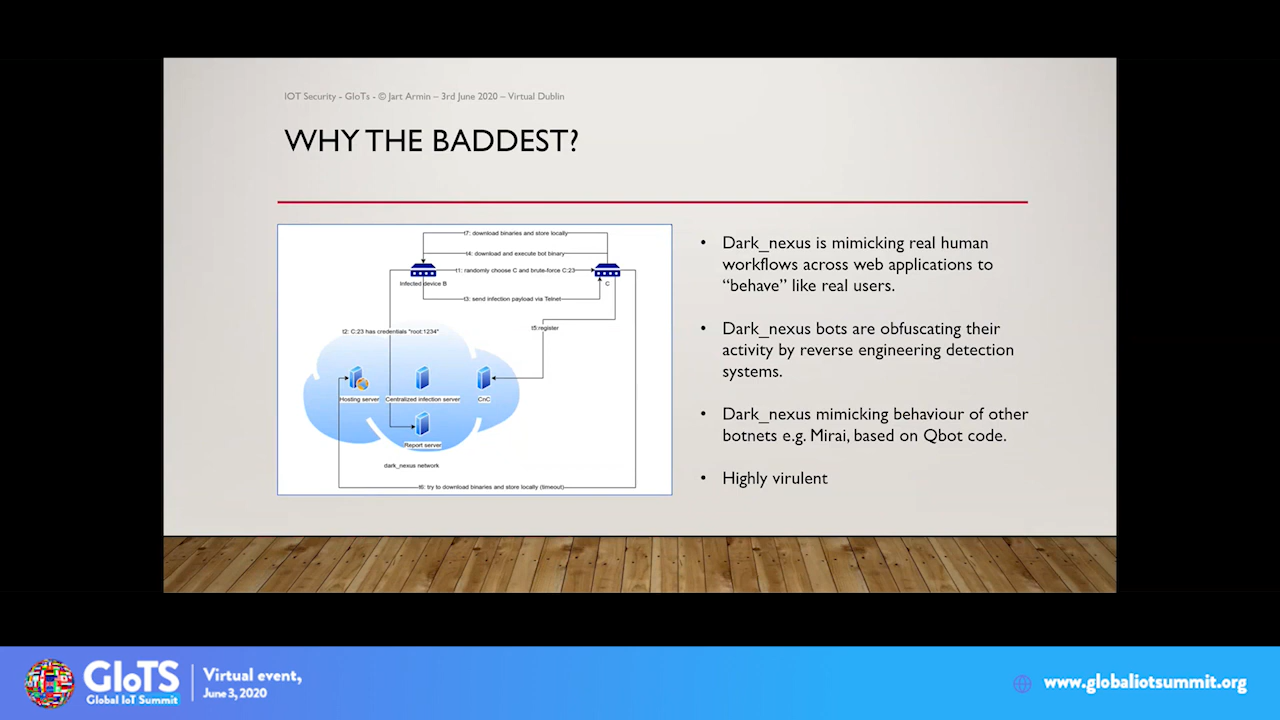 IOT Security - GIoTs - © Jart Armin – 3rd June 2020 – Virtual Dublin
WHY THE BADDEST?
t7: download binaries and store locally
t4: download and execute bot binary
t1: randomly choose C and brute-force C:23
Infected device B
C
t3: send infection payload via Telnet
t2: C:23 has credentials "root:1234"
t5:register
Hosting server
Centralized infection server
CnC
Report server
dark_nexus network
t6: try to download binaries and store locally (timeout)
• Dark_nexus is mimicking real human
workflows across web applications to
“behave” like real users.
• Dark_nexus bots are obfuscating their
activity by reverse engineering detection
systems.
• Dark_nexus mimicking behaviour of other
botnets e.g. Mirai, based on Qbot code.
• Highly virulent
GIoTS
Global IoT Summit
Virtual event,
June 3, 2020
www.globaliotsummit.org